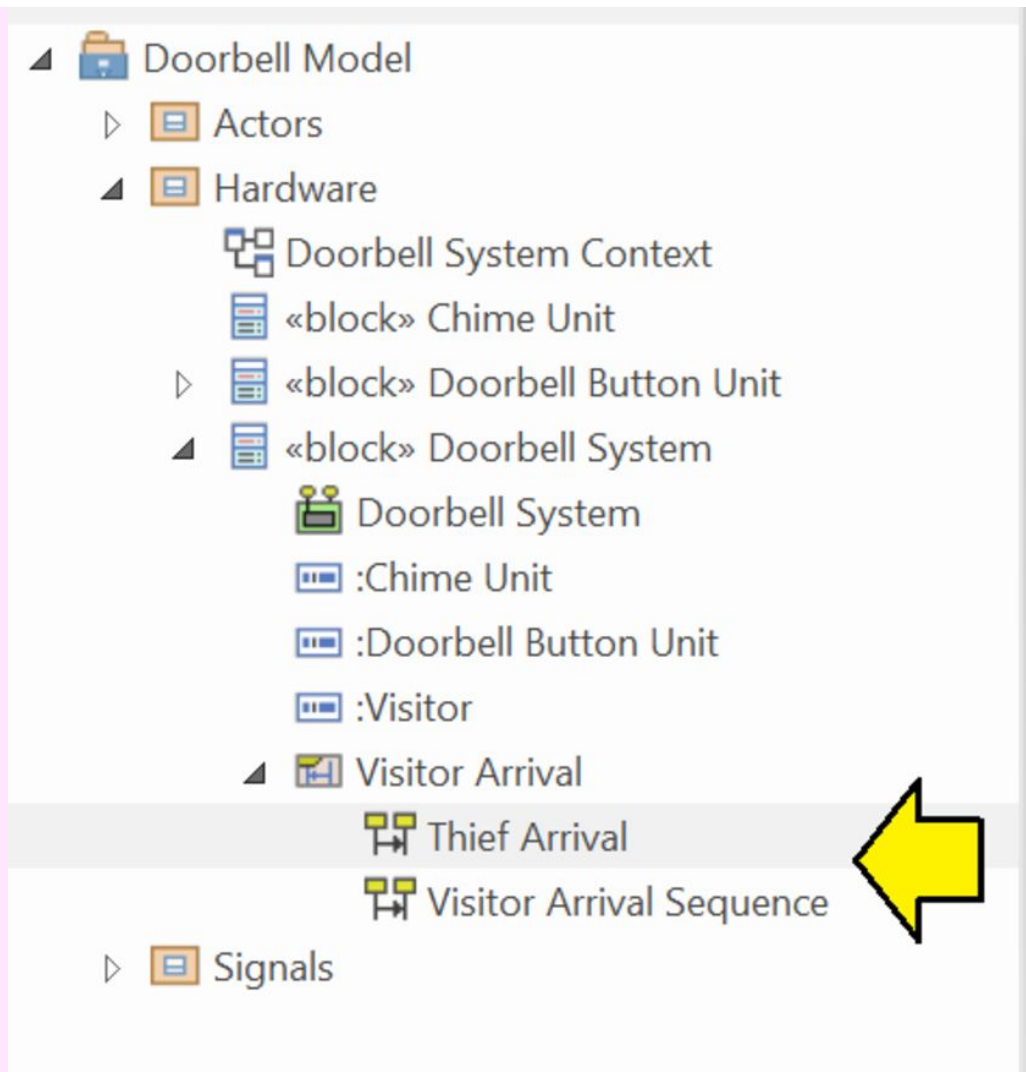 Doorbell Model
Actors
Hardware
Doorbell System Context
«block» Chime Unit
«block» Doorbell Button Unit
«block» Doorbell System
Doorbell System
:Chime Unit
:Doorbell Button Unit
:Visitor
Visitor Arrival
Thief Arrival
Visitor Arrival Sequence
Signals